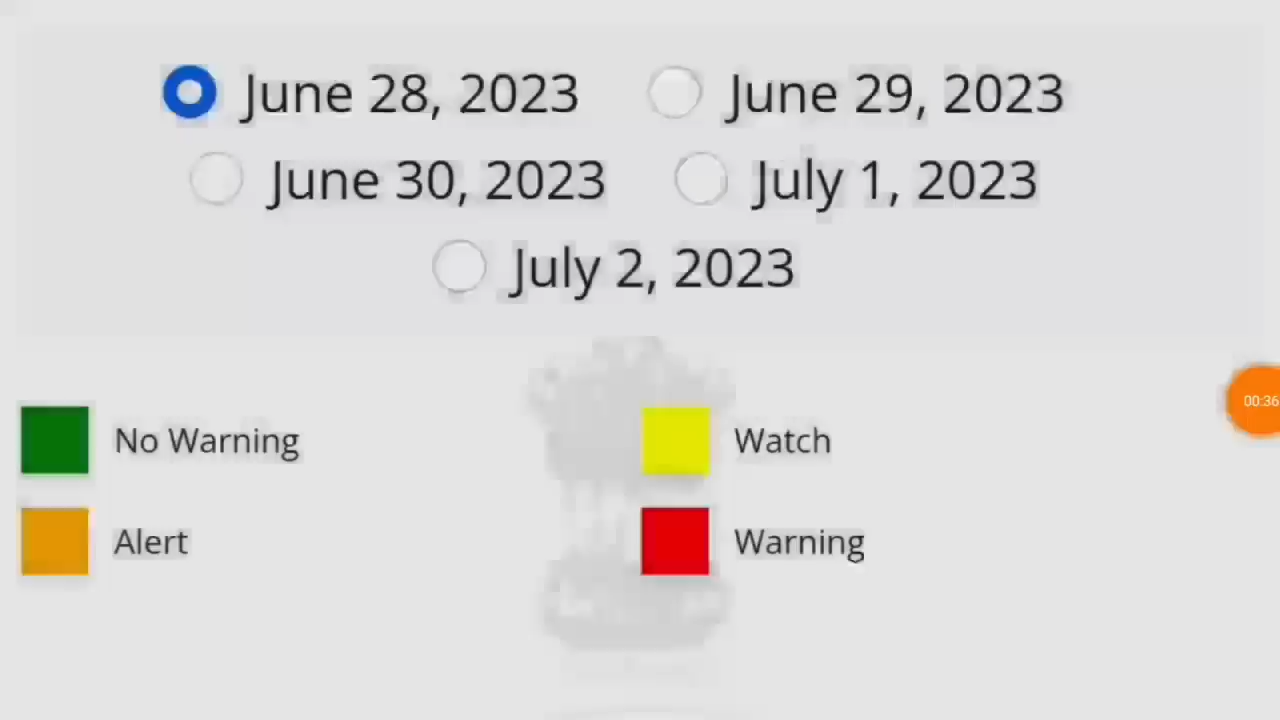 June 28, 2023 June 29, 2023
June 30, 2023 July 1, 2023
July 2, 2023
00:36
No Warning Watch
Alert Warning